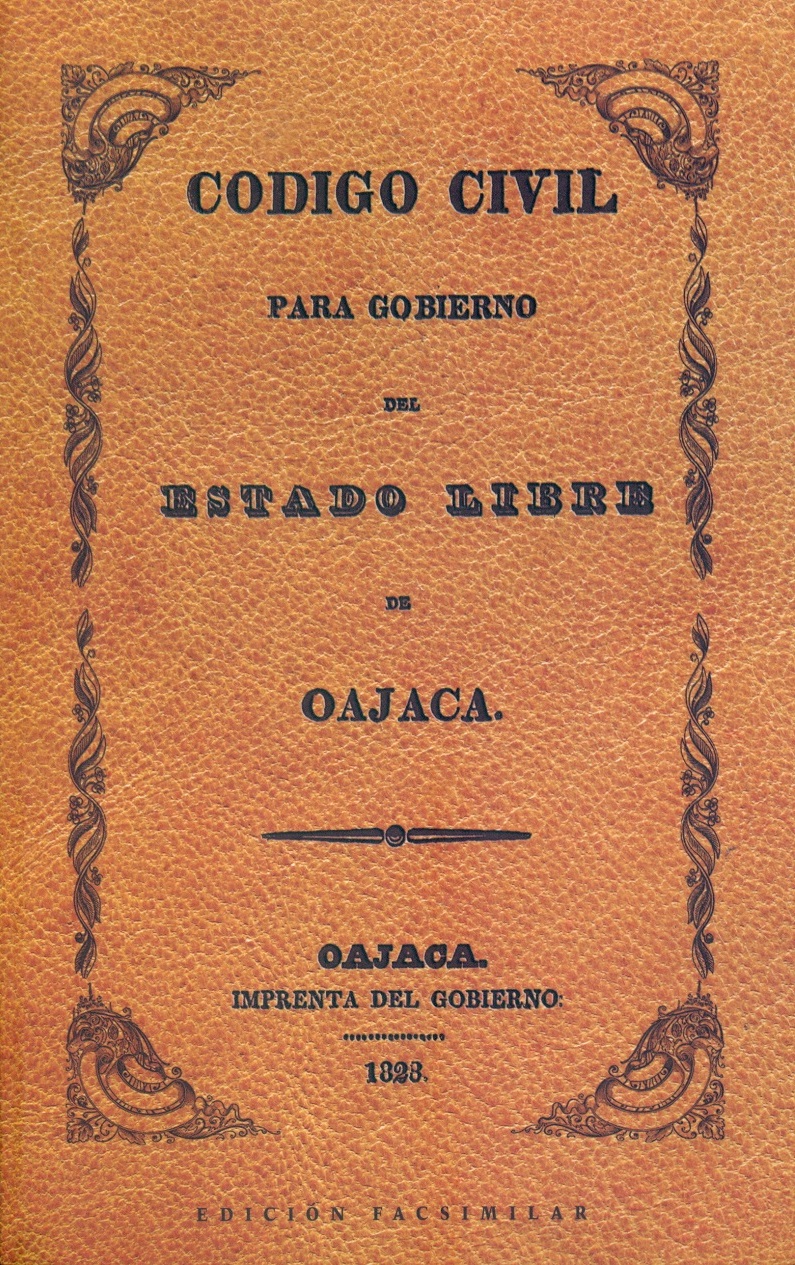 CODIGO CIVIL
PARA GOBIERNO
DEL
ESTADO LIBRE
DE
OAJACA.
OAJACA.
IMPRENTA DEL GOBIERNO:
1828.
EDICIÓN FACSIMILAR